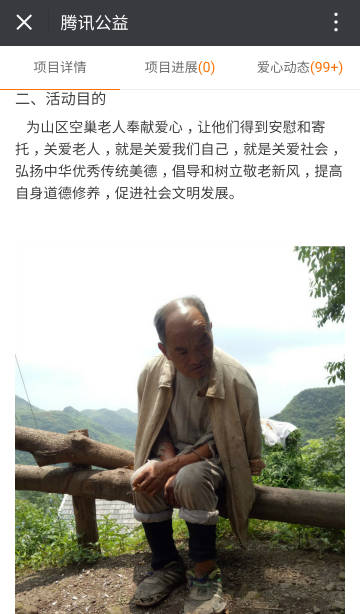 腾讯公益
项目详情 项目进展(0) 爱心动态(99+)
二、活动目的
为山区空巢老人奉献爱心，让他们得到安慰和寄
托，关爱老人，就是关爱我们自己，就是关爱社会，
弘扬中华优秀传统美德，倡导和树立敬老新风，提高
自身道德修养，促进社会文明发展。